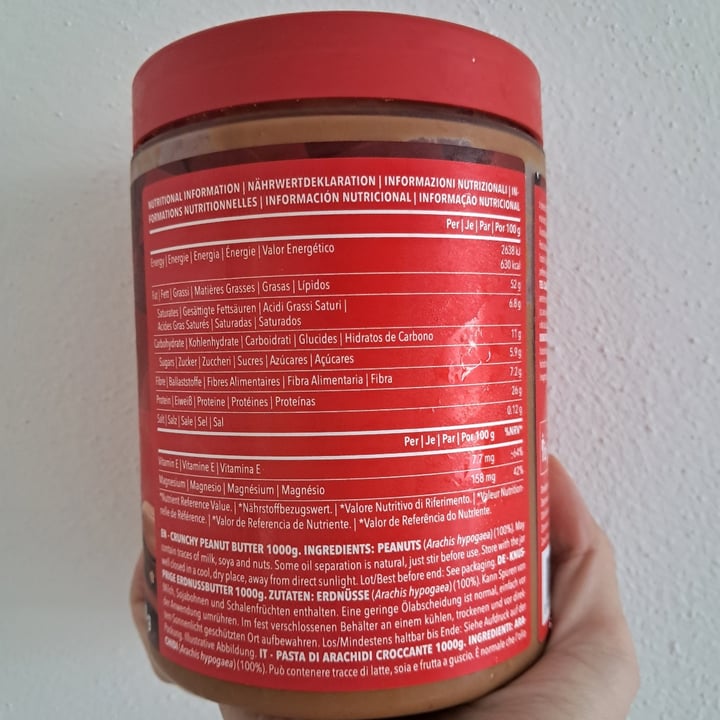 NUTRITIONAL INFORMATION | NÄHRWERTDEKLARATION | INFORMAZIONI NUTRIZIONALI | IN-
FORMATIONS NUTRITIONNELLES | INFORMACIÓN NUTRICIONAL | INFORMAÇÃO NUTRICIONAL
Per | Je | Par | Por 100 g
Energy | Energie | Energia | Énergie | Valor Energético 2638 kJ
630 kcal
Fat | Fett | Grassi | Matières Grasses | Grasas | Lípidos 52 g
Saturates | Gesättigte Fettsäuren | Acidi Grassi Saturi | 6.8 g
Acides Gras Saturés | Saturadas | Saturados
Carbohydrate | Kohlenhydrate | Carboidrati | Glucides | Hidratos de Carbono 11 g
Sugars | Zucker | Zuccheri | Sucres | Azúcares | Açúcares 5.9 g
Fibre | Ballaststoffe | Fibres Alimentaires | Fibra Alimentaria | Fibra 7.2 g
Protein | Eiweiß | Proteine | Protéines | Proteínas 26 g
Salt | Salz | Sale | Sel | Sal 0.12 g
Per | Je | Par | Por 100 g %NRV*
Vitamin E | Vitamine E | Vitamina E 7.7 mg 64%
Magnesium | Magnesio | Magnésium | Magnésio 158 mg 42%
*Nutrient Reference Value. | *Nährstoffbezugswert. | *Valore Nutritivo di Riferimento. | *Valeur Nutrition-
nelle de Référence. | *Valor de Referencia de Nutriente. | *Valor de Referência do Nutriente.
EN - CRUNCHY PEANUT BUTTER 1000g. INGREDIENTS: PEANUTS (Arachis hypogaea) (100%). May
contain traces of milk, soya and nuts. Some oil separation is natural, just stir before use. Store with the jar
well closed in a cool, dry place, away from direct sunlight. Lot/Best before end: See packaging. DE - KNUS-
PRIGE ERDNUSSBUTTER 1000g. ZUTATEN: ERDNÜSSE (Arachis hypogaea) (100%). Kann Spuren von
Milch, Sojabohnen und Schalenfrüchten enthalten. Eine geringe Ölabscheidung ist normal, einfach vor
der Anwendung umrühren. Im fest verschlossenen Behälter an einem kühlen, trockenen und vor direk-
ten Sonnenlicht geschützten Ort aufbewahren. Los/Mindestens haltbar bis Ende: Siehe Aufdruck auf der
Packung. Illustrative Abbildung. IT - PASTA DI ARACHIDI CROCCANTE 1000g. INGREDIENTI: ARA-
CHIDI (Arachis hypogaea) (100%). Può contenere tracce di latte, soia e frutta a guscio. È normale che l'olio